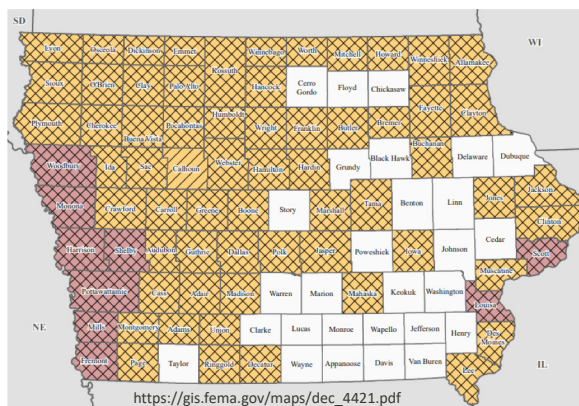 SD
Lyon Osceola Dickinson Emmet Winnebago Worth Mitchell Howard Winneshiek Allamakee WI
Kossuth
Sioux O'Brien Clay Palo Alto Hancock Cerro Gordo Floyd Chickasaw
Fayette Clayton
Plymouth Cherokee Buena Vista Pocahontas Humboldt Wright Franklin Butler Bremer
Woodbury Ida Sac Calhoun Webster Hamilton Hardin Grundy Black Hawk Buchanan Delaware Dubuque
Monona Crawford Carroll Greene Boone Story Marshall Tama Benton Linn Jones Jackson
Clinton
Harrison Shelby Audubon Guthrie Dallas Polk Jasper Poweshiek Iowa Johnson Cedar Scott
Muscatine
Pottawattamie Cass Adair Madison Warren Marion Mahaska Keokuk Washington Louisa
NE Mills Montgomery Adams Union Clarke Lucas Monroe Wapello Jefferson Henry Des Moines
Fremont Page Taylor Ringgold Decatur Wayne Appanoose Davis Van Buren Lee IL
https://gis.fema.gov/maps/dec_4421.pdf